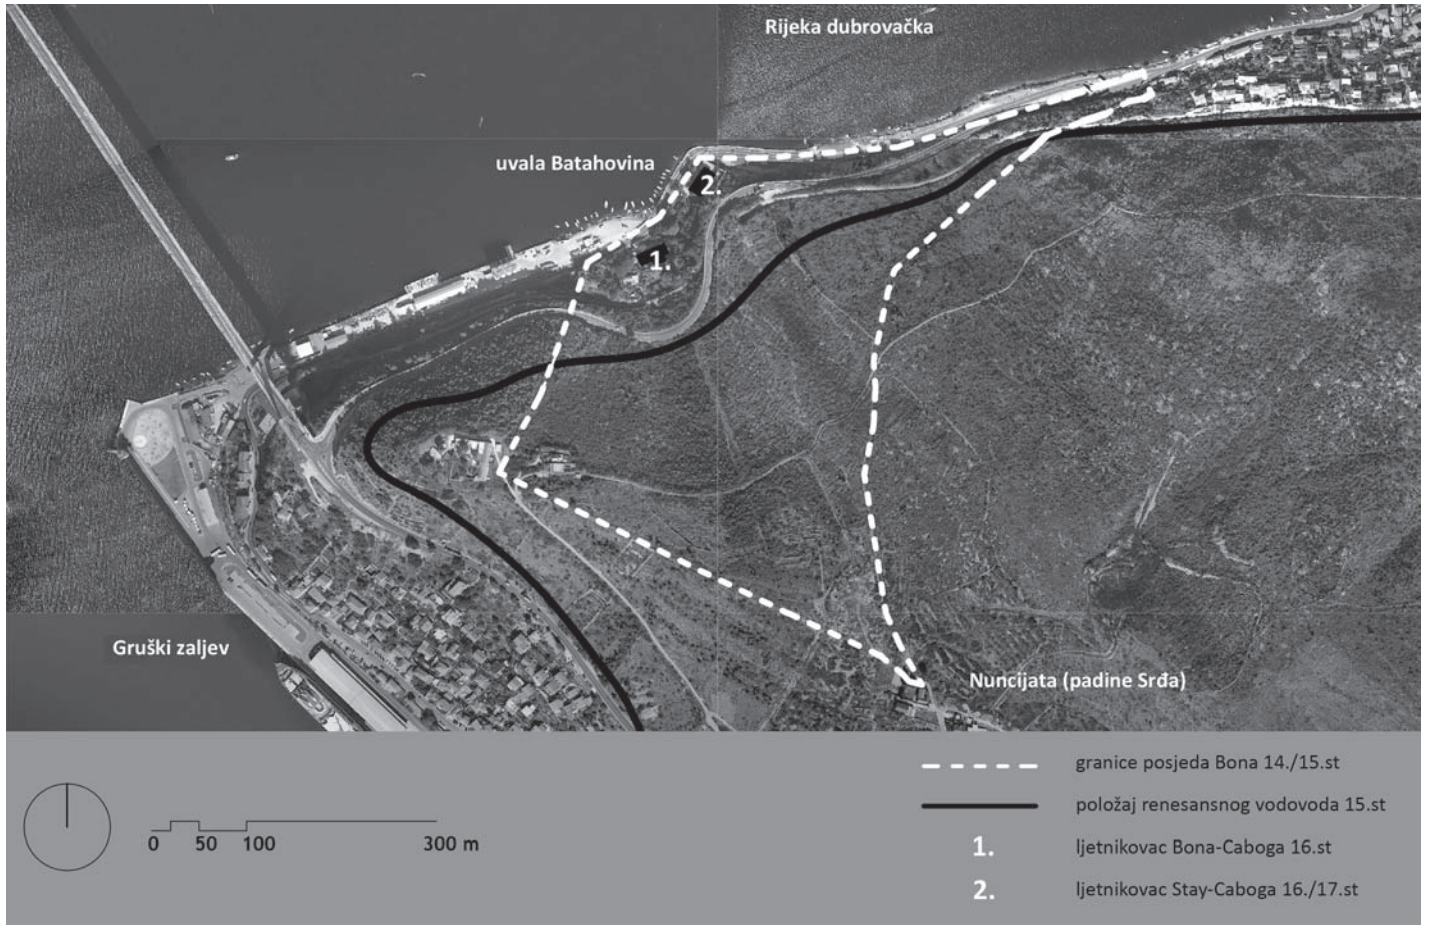 Rijeka dubrovačka
uvala Batahovina
2.
1.
Gruški zaljev
Nuncijata (padine Srđa)
granice posjeda Bona 14./15.st
položaj renesansnog vodovoda 15.st
0 50 100 300 m
1. ljetnikovac Bona-Caboga 16.st
2. ljetnikovac Stay-Caboga 16./17.st